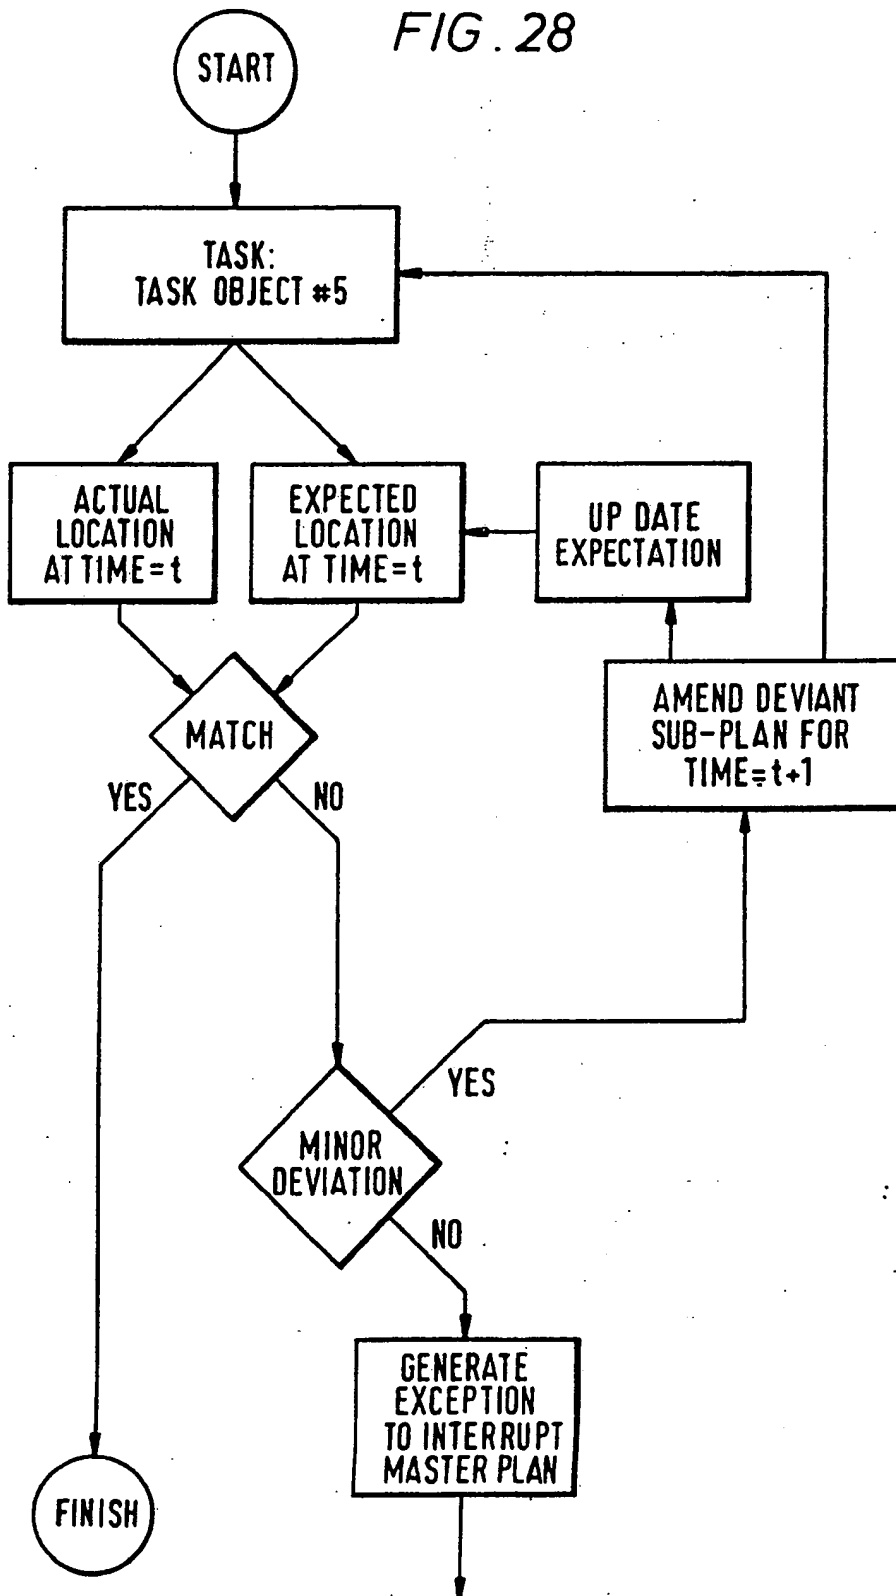 FIG. 28
START
TASK:
TASK OBJECT #5
ACTUAL
LOCATION
AT TIME=t
EXPECTED
LOCATION
AT TIME=t
UP DATE
EXPECTATION
AMEND DEVIANT
SUB-PLAN FOR
TIME=t+1
MATCH
YES
NO
YES
MINOR
DEVIATION
NO
GENERATE
EXCEPTION
TO INTERRUPT
MASTER PLAN
FINISH